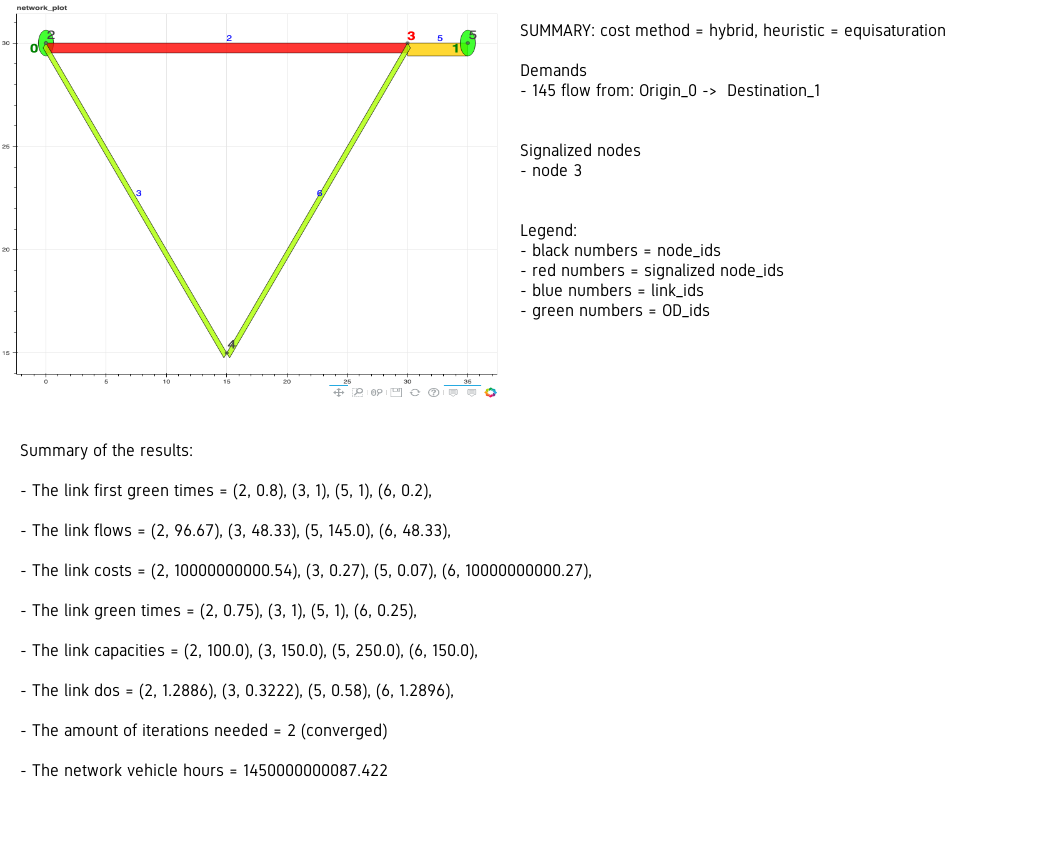 network_plot
2
5
2
3
5
0
1
30
25
20
15
3
6
4
0
5
10
15
20
25
30
35
SUMMARY: cost method = hybrid, heuristic = equisaturation
Demands
- 145 flow from: Origin_0 -> Destination_1
Signalized nodes
- node 3
Legend:
- black numbers = node_ids
- red numbers = signalized node_ids
- blue numbers = link_ids
- green numbers = OD_ids
Summary of the results:
- The link first green times = (2, 0.8), (3, 1), (5, 1), (6, 0.2),
- The link flows = (2, 96.67), (3, 48.33), (5, 145.0), (6, 48.33),
- The link costs = (2, 10000000000.54), (3, 0.27), (5, 0.07), (6, 10000000000.27),
- The link green times = (2, 0.75), (3, 1), (5, 1), (6, 0.25),
- The link capacities = (2, 100.0), (3, 150.0), (5, 250.0), (6, 150.0),
- The link dos = (2, 1.2886), (3, 0.3222), (5, 0.58), (6, 1.2896),
- The amount of iterations needed = 2 (converged)
- The network vehicle hours = 1450000000087.422